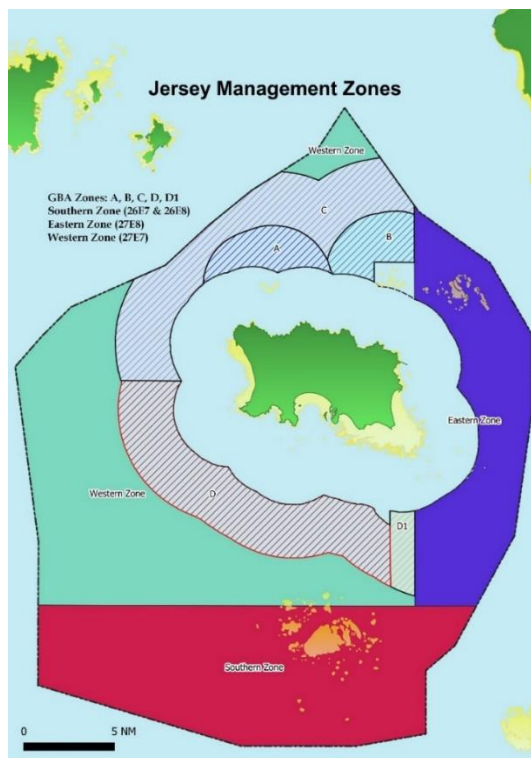 Jersey Management Zones
Western Zone
GBA Zones: A, B, C, D, D1
Southern Zone (26E7 & 26E8)
Eastern Zone (27E8)
Western Zone (27E7)
C
A
B
Eastern Zone
Western Zone
D
D1
Southern Zone
0
5 NM